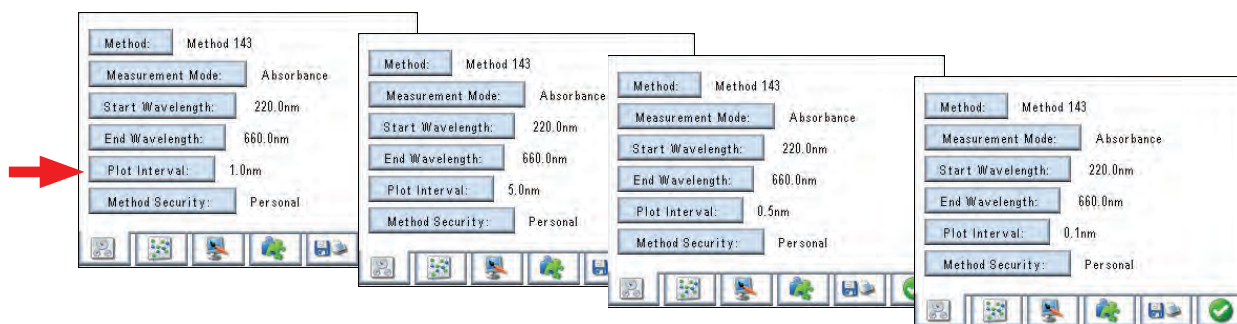 Method: Method 143
Measurement Mode: Absorbance
Start Wavelength: 220.0nm
End Wavelength: 660.0nm
Plot Interval: 1.0nm
Method Security: Personal
Method: Method 143
Measurement Mode: Absorbance
Start Wavelength: 220.0nm
End Wavelength: 660.0nm
Plot Interval: 5.0nm
Method Security: Personal
Method: Method 143
Measurement Mode: Absorbance
Start Wavelength: 220.0nm
End Wavelength: 660.0nm
Plot Interval: 0.5nm
Method Security: Personal
Method: Method 143
Measurement Mode: Absorbance
Start Wavelength: 220.0nm
End Wavelength: 660.0nm
Plot Interval: 0.1nm
Method Security: Personal